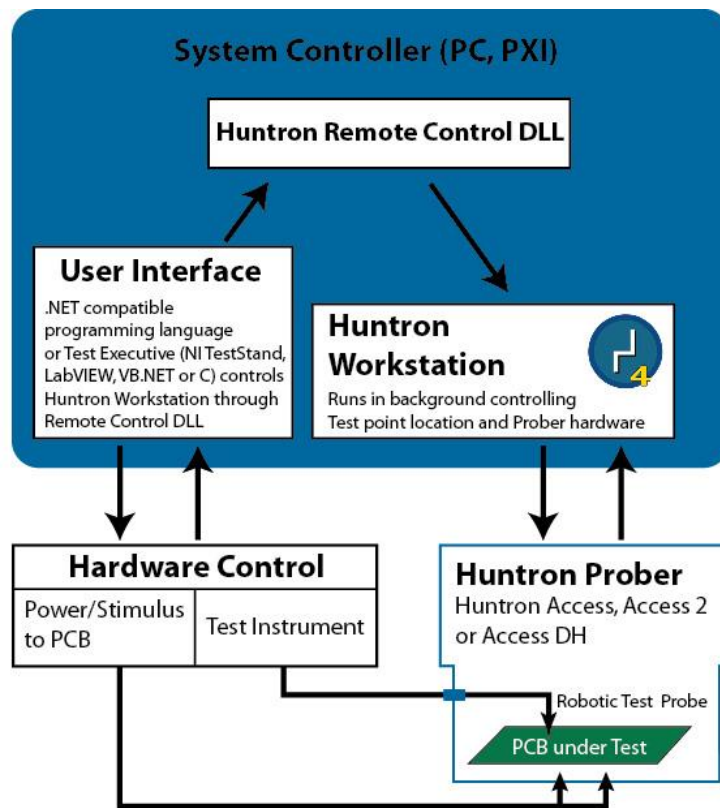 System Controller (PC, PXI)
Huntron Remote Control DLL
User Interface
.NET compatible
programming language
or Test Executive (NI TestStand,
LabVIEW, VB.NET or C) controls
Huntron Workstation through
Remote Control DLL
Huntron
Workstation
4
Runs in background controlling
Test point location and Prober hardware
Hardware Control
Power/Stimulus
to PCB
Test Instrument
Huntron Prober
Huntron Access, Access 2
or Access DH
Robotic Test Probe
PCB under Test